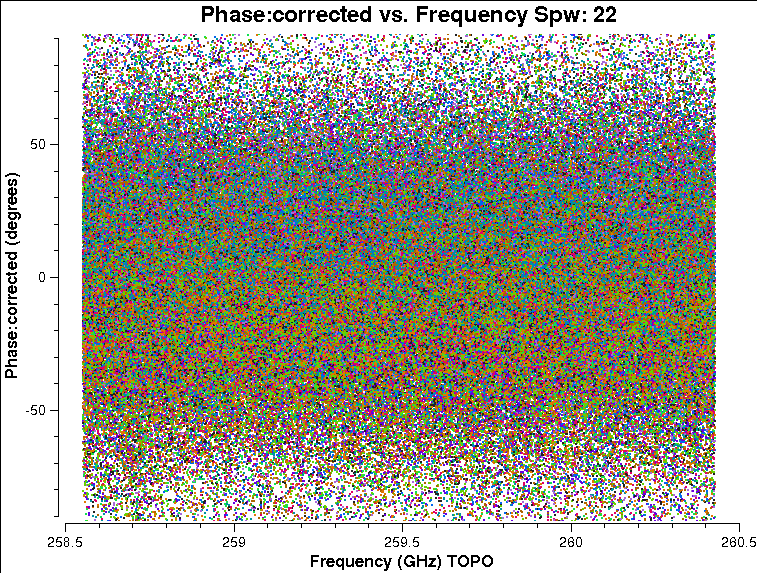 Phase:corrected vs. Frequency Spw: 22
Phase:corrected (degrees)
50
0
-50
258.5
259
259.5
260
260.5
Frequency (GHz) TOPO